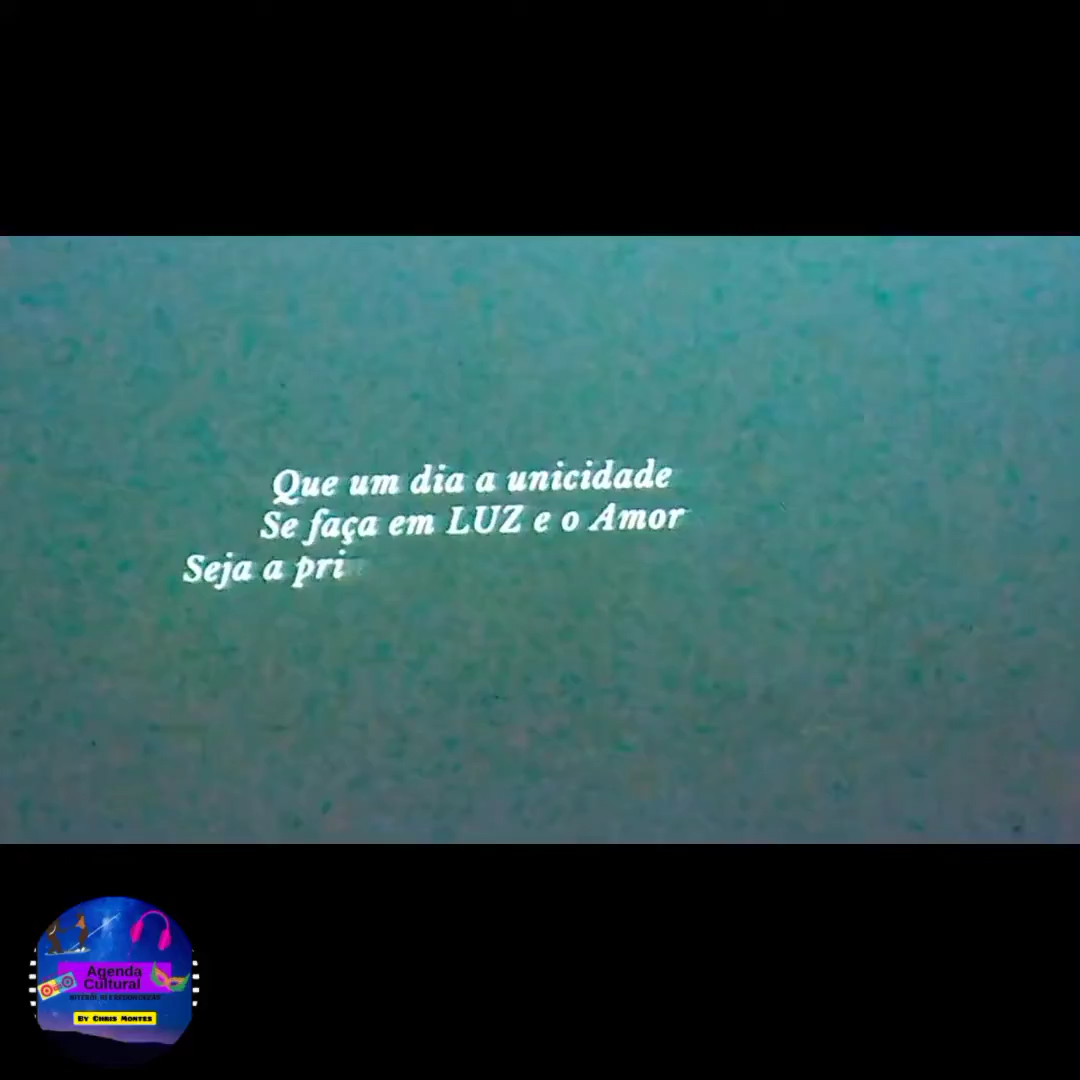 Que um dia a unicidade
Se faça em LUZ e o Amor
Seja a pri
Agenda
Cultural
By Chris Montes